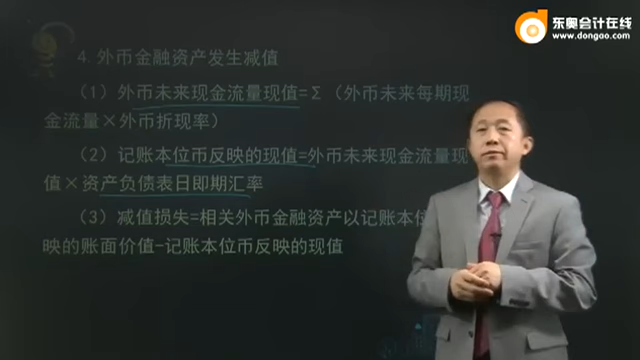 东奥会计在线
www.dongao.com
4.外币金融资产发生减值
（1）外币未来现金流量现值=Σ（外币未来每期现
金流量×外币折现率）
（2）记账本位币反映的现值=外币未来现金流量现
值×资产负债表日即期汇率
（3）减值损失=相关外币金融资产以记账本位
映的账面价值-记账本位币反映的现值